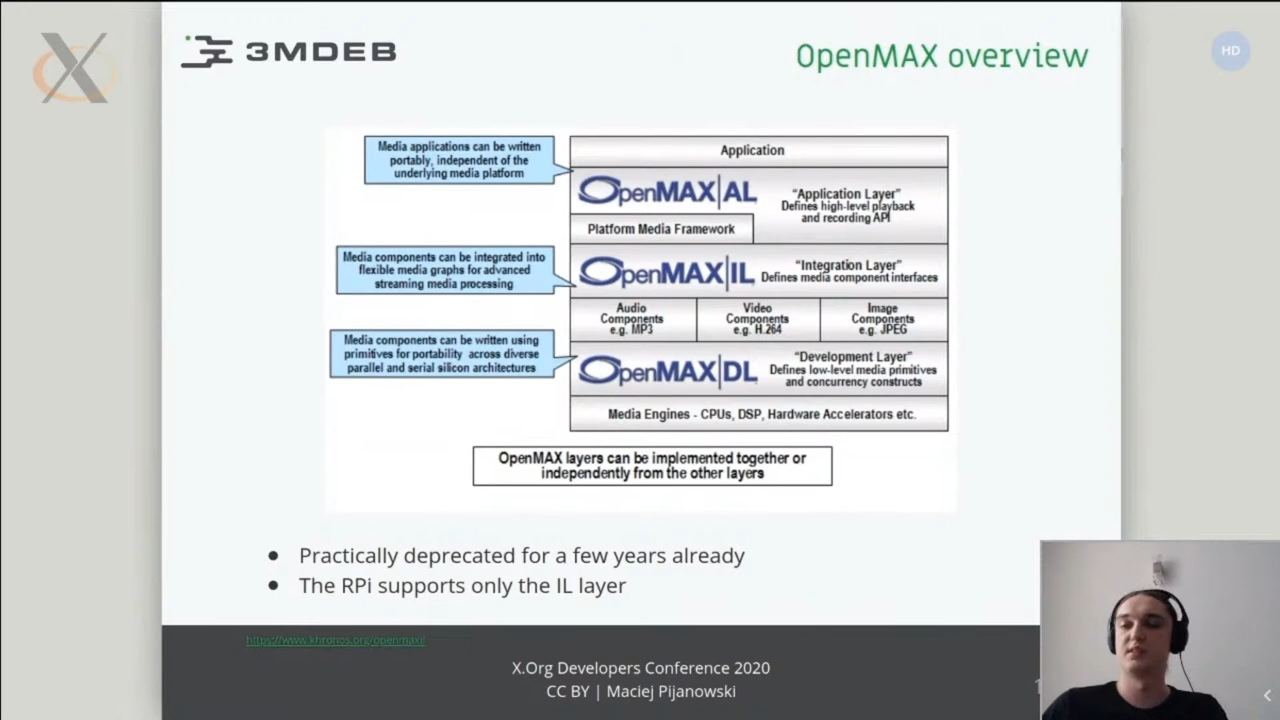 3MDEB
OpenMAX overview
HD
Media applications can be written
portably, independent of the
underlying media platform
Application
OpenMAX|AL
"Application Layer"
Defines high-level playback
and recording API
Platform Media Framework
Media components can be integrated into
flexible media graphs for advanced
streaming media processing
OpenMAX|IL
"Integration Layer"
Defines media component interfaces
Audio
Components
e.g. MP3
Video
Components
e.g. H.264
Image
Components
e.g. JPEG
Media components can be written using
primitives for portability across diverse
parallel and serial silicon architectures
OpenMAX|DL
"Development Layer"
Defines low-level media primitives
and concurrency constructs
Media Engines - CPUs, DSP, Hardware Accelerators etc.
OpenMAX layers can be implemented together or
independently from the other layers
● Practically deprecated for a few years already
● The RPi supports only the IL layer
https://www.khronos.org/openmax/
X.Org Developers Conference 2020
CC BY | Maciej Pijanowski